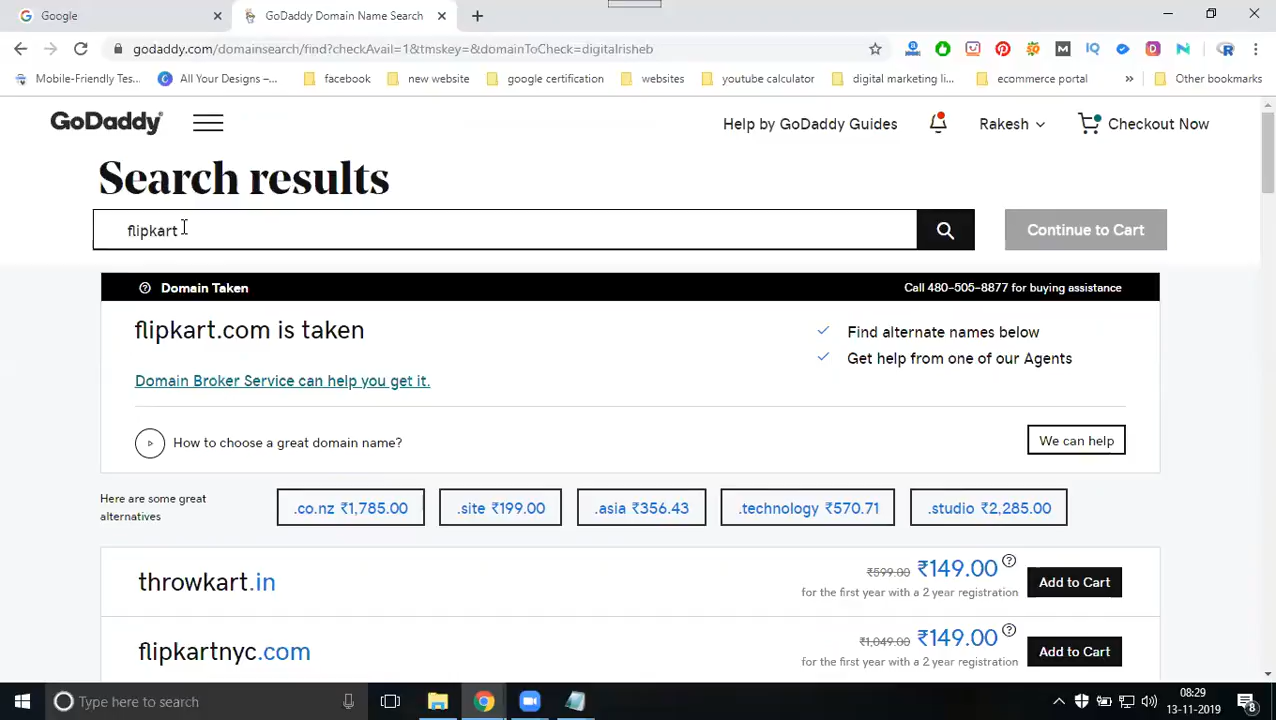 Google
GoDaddy Domain Name Search
godaddy.com/domainsearch/find?checkAvail=1&tmskey=&domainToCheck=digitalrisheb
Mobile-Friendly Tes...
All Your Designs –...
facebook
new website
google certification
websites
youtube calculator
digital marketing li...
ecommerce portal
»
Other bookmarks
GoDaddy
Help by GoDaddy Guides
Rakesh
Checkout Now
Search results
flipkart
Continue to Cart
Domain Taken
Call 480-505-8877 for buying assistance
flipkart.com is taken
Find alternate names below
Get help from one of our Agents
Domain Broker Service can help you get it.
How to choose a great domain name?
We can help
Here are some great
alternatives
.co.nz ₹1,785.00
.site ₹199.00
.asia ₹356.43
.technology ₹570.71
.studio ₹2,285.00
throwkart.in
₹599.00 ₹149.00
for the first year with a 2 year registration
Add to Cart
flipkartnyc.com
₹1,049.00 ₹149.00
for the first year with a 2 year registration
Add to Cart
Type here to search
08:29
13-11-2019
8